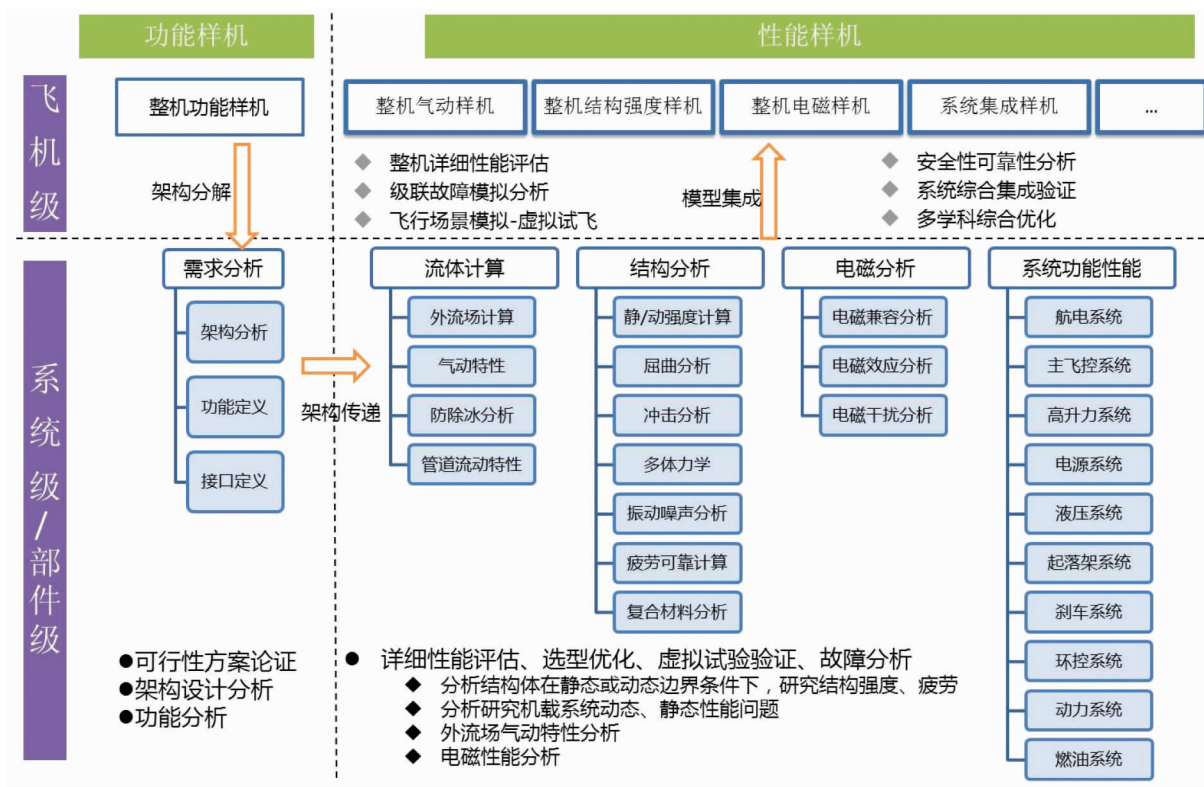 功能样机
性能样机
飞机级
整机功能样机
整机气动样机
整机结构强度样机
整机电磁样机
系统集成样机
...
架构分解
整机详细性能评估
级联故障模拟分析
飞行场景模拟-虚拟试飞
模型集成
安全性可靠性分析
系统综合集成验证
多学科综合优化
系统级/部件级
需求分析
架构分析
功能定义
接口定义
架构传递
流体计算
外流场计算
气动特性
防除冰分析
管道流动特性
结构分析
静/动强度计算
屈曲分析
冲击分析
多体力学
振动噪声分析
疲劳可靠计算
复合材料分析
电磁分析
电磁兼容分析
电磁效应分析
电磁干扰分析
系统功能性能
航电系统
主飞控系统
高升力系统
电源系统
液压系统
起落架系统
刹车系统
环控系统
动力系统
燃油系统
●可行性方案论证
●架构设计分析
●功能分析
● 详细性能评估、选型优化、虚拟试验验证、故障分析
◆ 分析结构体在静态或动态边界条件下，研究结构强度、疲劳
◆ 分析研究机载系统动态、静态性能问题
◆ 外流场气动特性分析
◆ 电磁性能分析